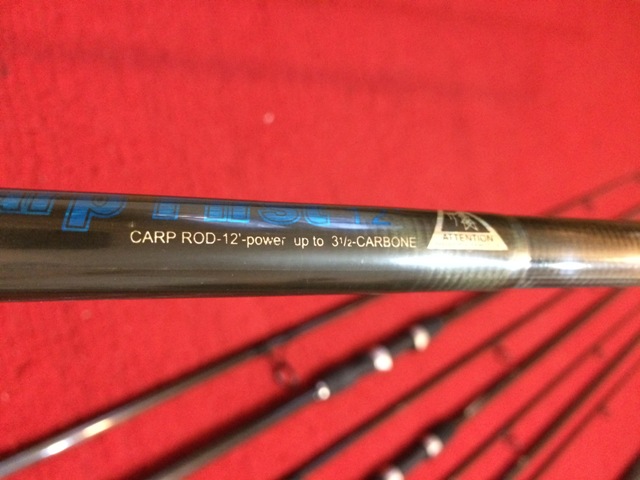 CARP ROD-12'-power up to 3½-CARBONE
ATTENTION